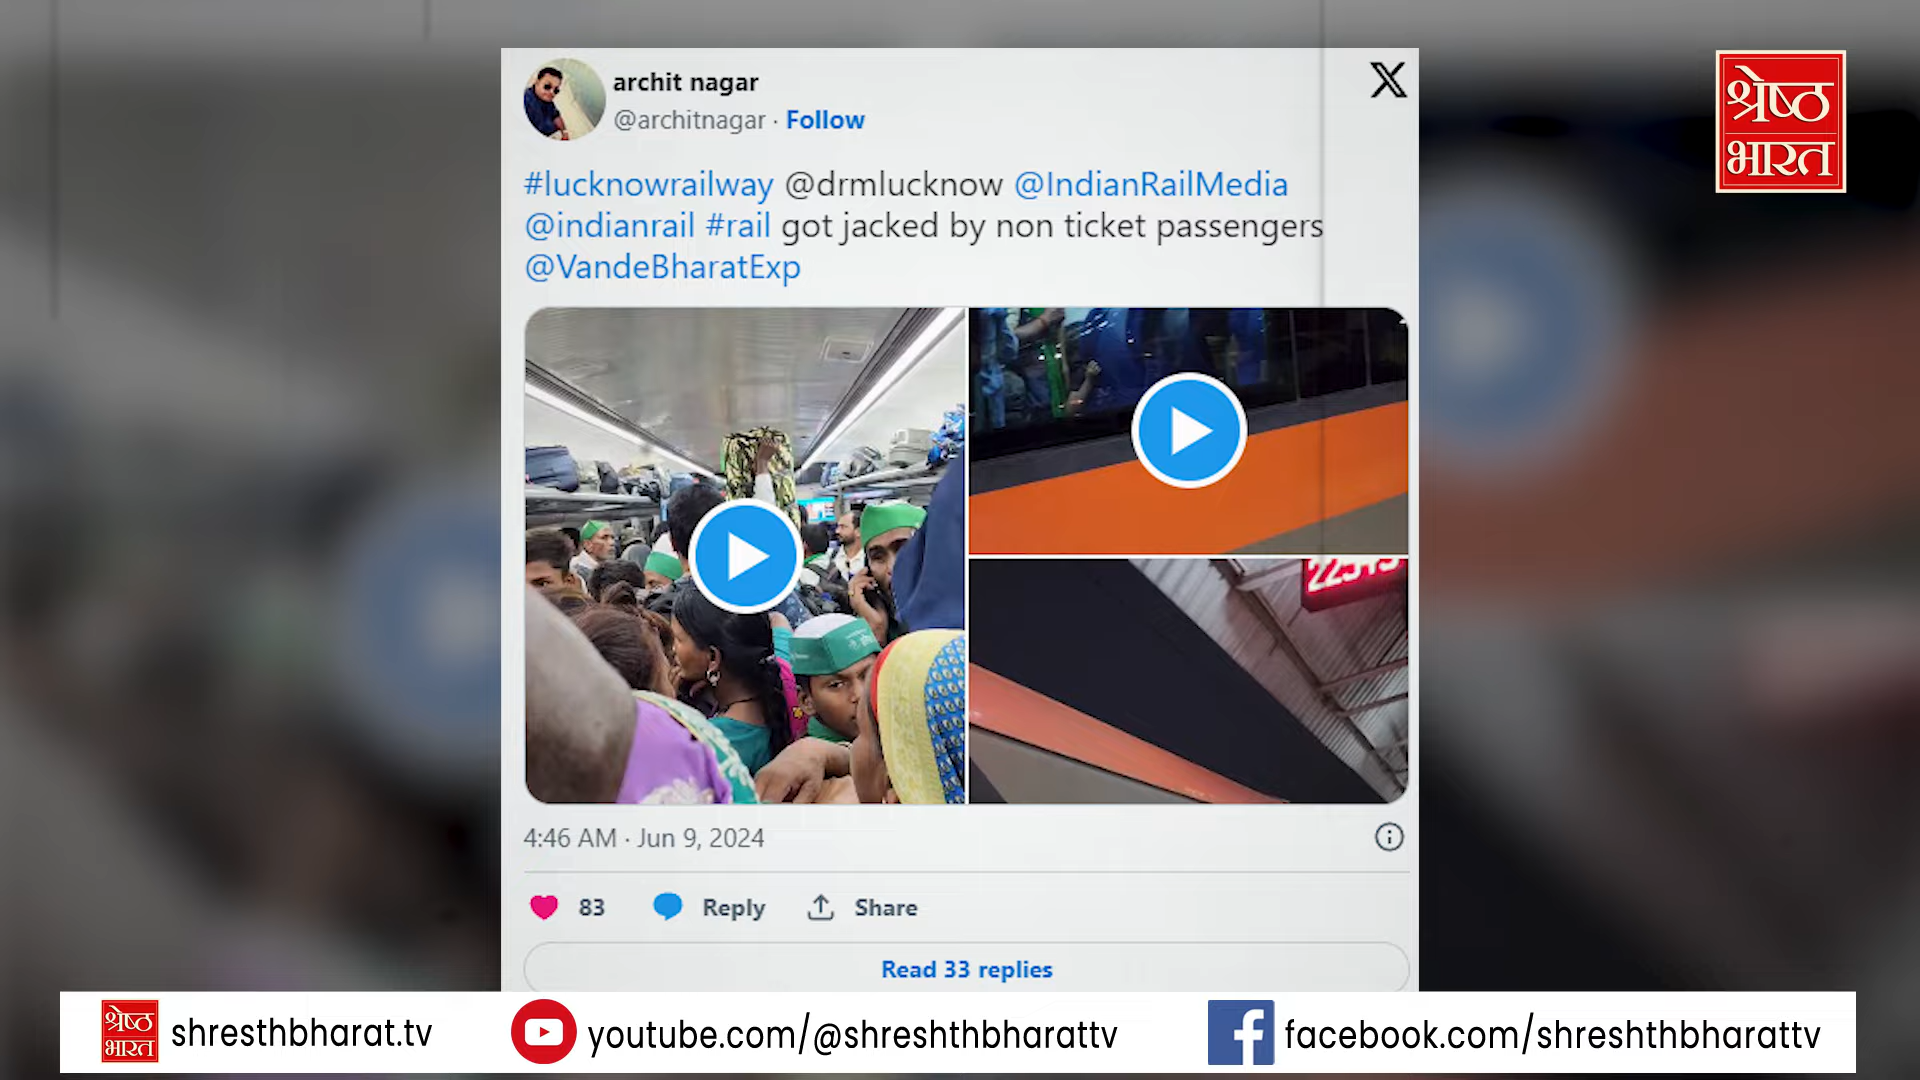 archit nagar
@architnagar · Follow
श्रेष्ठ
भारत
#lucknowrailway @drmlucknow @IndianRailMedia
@indianrail #rail got jacked by non ticket passengers
@VandeBharatExp
4:46 AM · Jun 9, 2024
83 Reply Share
Read 33 replies
श्रेष्ठ
भारत
shresthbharat.tv youtube.com/@shreshthbharattv facebook.com/shreshthbharattv